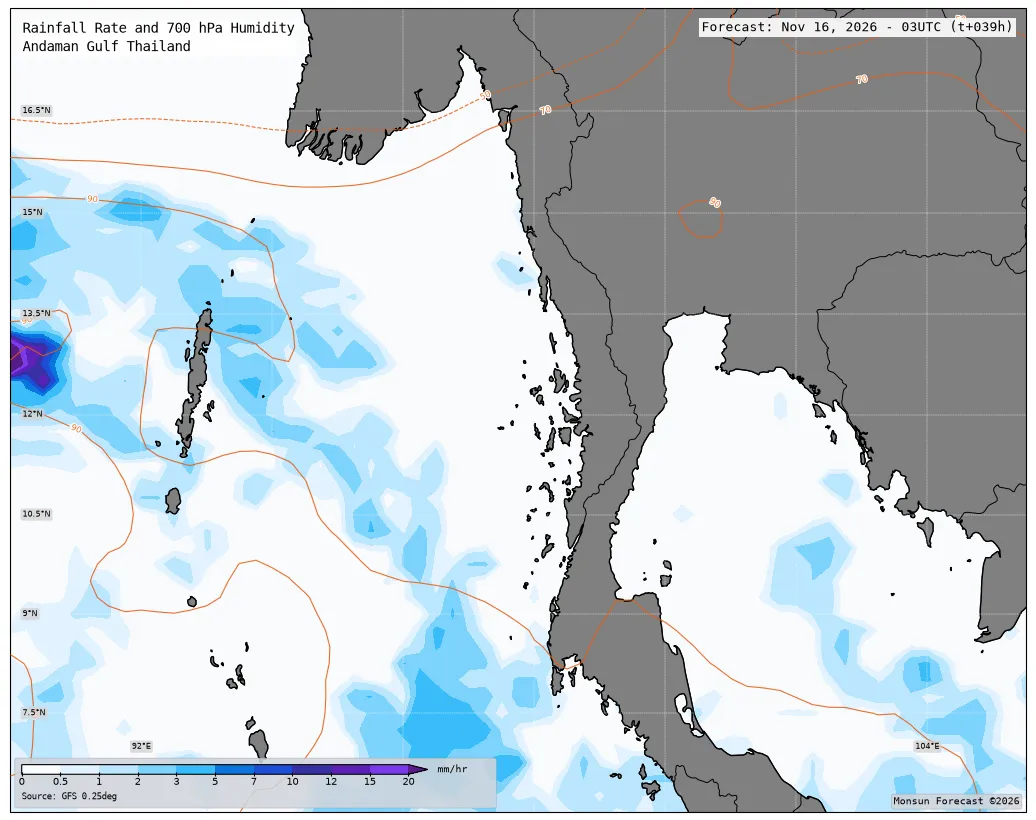 Rainfall Rate and 700 hPa Humidity
Andaman Gulf Thailand
Forecast: Nov 16, 2026 - 03UTC (t+039h)
50
70
70
90
90
90
16.5°N
15°N
13.5°N
12°N
10.5°N
9°N
7.5°N
92°E
104°E
mm/hr
0 0.5 1 2 3 5 7 10 12 15 20
Source: GFS 0.25deg
Monsun Forecast ©2026